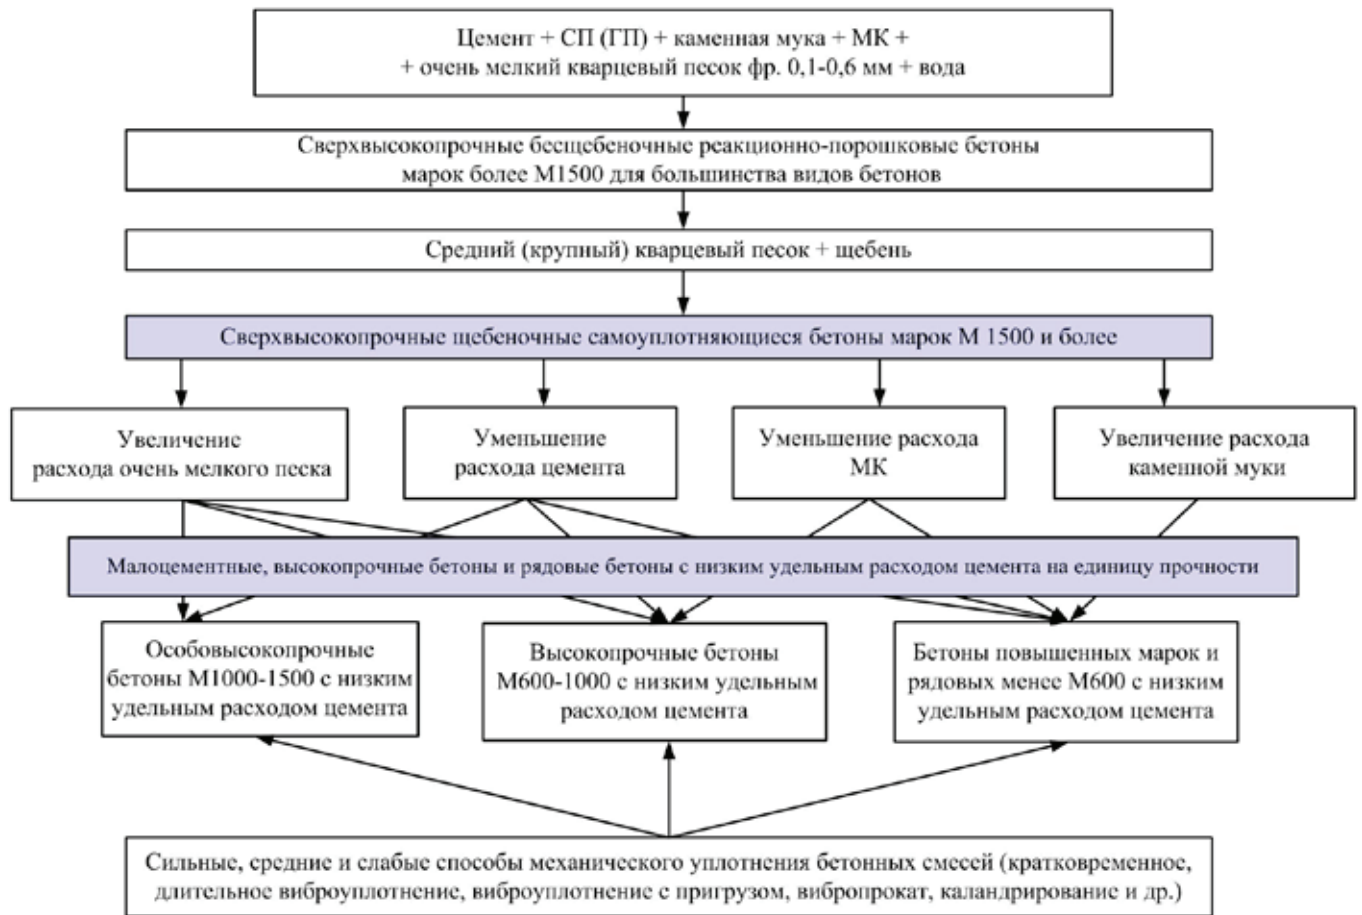 Цемент + СП (ГП) + каменная мука + МК +
+ очень мелкий кварцевый песок фр. 0,1-0,6 мм + вода
Сверхвысокопрочные бесщебеночные реакционно-порошковые бетоны
марок более М1500 для большинства видов бетонов
Средний (крупный) кварцевый песок + щебень
Сверхвысокопрочные щебеночные самоуплотняющиеся бетоны марок М 1500 и более
Увеличение
расхода очень мелкого песка
Уменьшение
расхода цемента
Уменьшение расхода
МК
Увеличение расхода
каменной муки
Малоцементные, высокопрочные бетоны и рядовые бетоны с низким удельным расходом цемента на единицу прочности
Особовысокопрочные
бетоны М1000-1500 с низким
удельным расходом цемента
Высокопрочные бетоны
М600-1000 с низким удельным
расходом цемента
Бетоны повышенных марок и
рядовых менее М600 с низким
удельным расходом цемента
Сильные, средние и слабые способы механического уплотнения бетонных смесей (кратковременное,
длительное виброуплотнение, виброуплотнение с пригрузом, вибропрокат, каландрирование и др.)